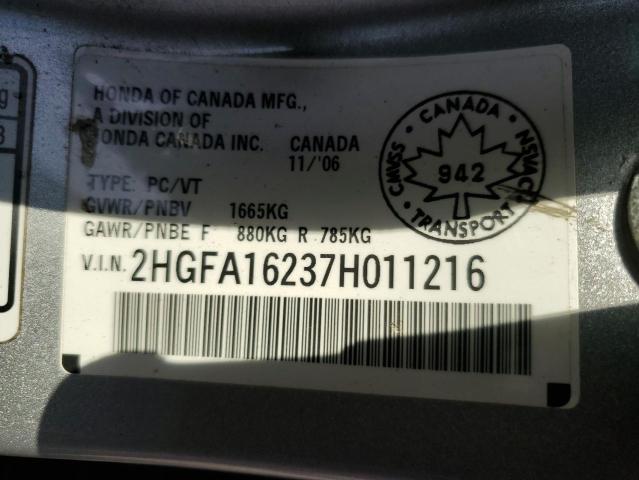 g
3
HONDA OF CANADA MFG.,
A DIVISION OF
HONDA CANADA INC. CANADA
11/'06
TYPE: PC/VT
GVWR/PNBV 1665KG
GAWR/PNBE F 880KG R 785KG
V.I.N. 2HGFA16237H011216
CANADA
CMVSS
942
NSVAC
TRANSPORT